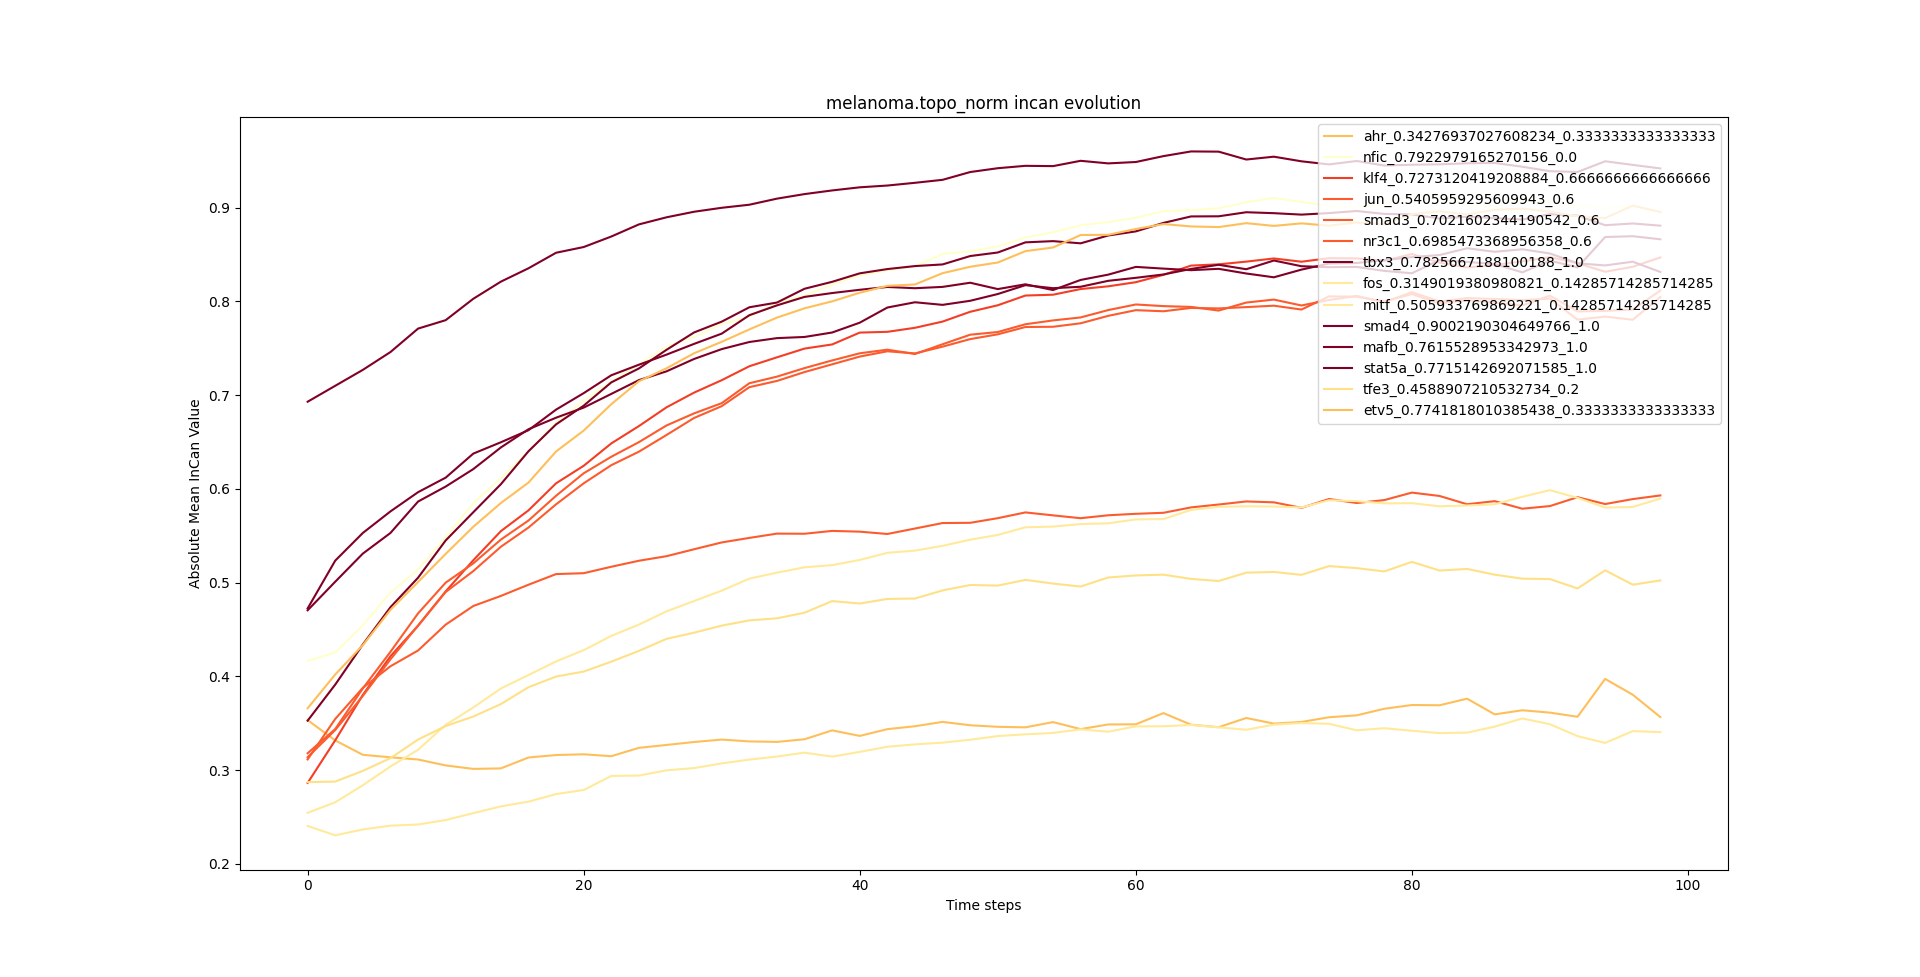 melanoma.topo_norm incan evolution
ahr_0.34276937027608234_0.3333333333333333
nfic_0.7922979165270156_0.0
klf4_0.7273120419208884_0.6666666666666666
jun_0.5405959295609943_0.6
smad3_0.7021602344190542_0.6
nr3c1_0.6985473368956358_0.6
tbx3_0.7825667188100188_1.0
fos_0.3149019380980821_0.14285714285714285
mitf_0.505933769869221_0.14285714285714285
smad4_0.9002190304649766_1.0
mafb_0.7615528953342973_1.0
stat5a_0.7715142692071585_1.0
tfe3_0.4588907210532734_0.2
etv5_0.7741818010385438_0.3333333333333333
Absolute Mean InCan Value
0.9
0.8
0.7
0.6
0.5
0.4
0.3
0.2
0 20 40 60 80 100
Time steps